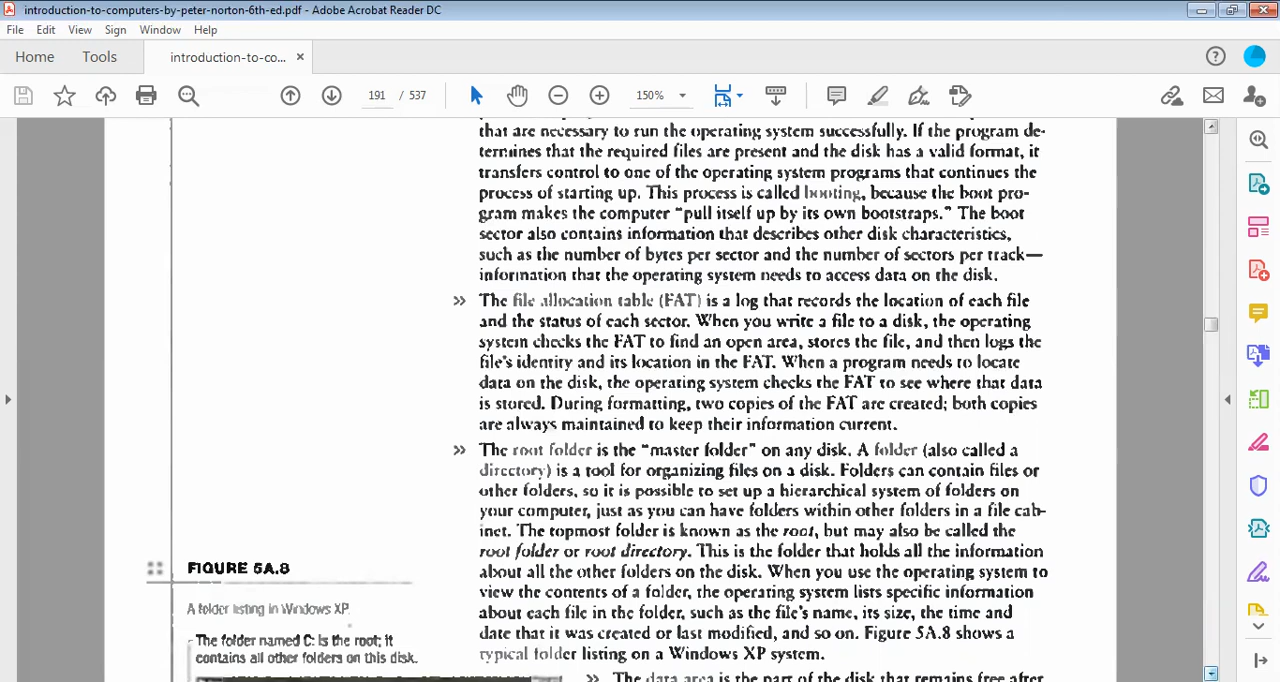 introduction-to-computers-by-peter-norton-6th-ed.pdf - Adobe Acrobat Reader DC
File Edit View Sign Window Help
Home Tools introduction-to-co... ×
191 / 537 150%
that are necessary to run the operating system successfully. If the program de-
termines that the required files are present and the disk has a valid format, it
transfers control to one of the operating system programs that continues the
process of starting up. This process is called booting, because the boot pro-
gram makes the computer "pull itself up by its own bootstraps." The boot
sector also contains information that describes other disk characteristics,
such as the number of bytes per sector and the number of sectors per track—
information that the operating system needs to access data on the disk.
» The file allocation table (FAT) is a log that records the location of each file
and the status of each sector. When you write a file to a disk, the operating
system checks the FAT to find an open area, stores the file, and then logs the
file's identity and its location in the FAT. When a program needs to locate
data on the disk, the operating system checks the FAT to see where that data
is stored. During formatting, two copies of the FAT are created; both copies
are always maintained to keep their information current.
» The root folder is the "master folder" on any disk. A folder (also called a
directory) is a tool for organizing files on a disk. Folders can contain files or
other folders, so it is possible to set up a hierarchical system of folders on
your computer, just as you can have folders within other folders in a file cab-
inet. The topmost folder is known as the root, but may also be called the
root folder or root directory. This is the folder that holds all the information
about all the other folders on the disk. When you use the operating system to
view the contents of a folder, the operating system lists specific information
about each file in the folder, such as the file's name, its size, the time and
date that it was created or last modified, and so on. Figure 5A.8 shows a
typical folder listing on a Windows XP system.
» The data area is the part of the disk that remains free after
FIGURE 5A.8
A folder listing in Windows XP
The folder named C: is the root; it
contains all other folders on this disk.